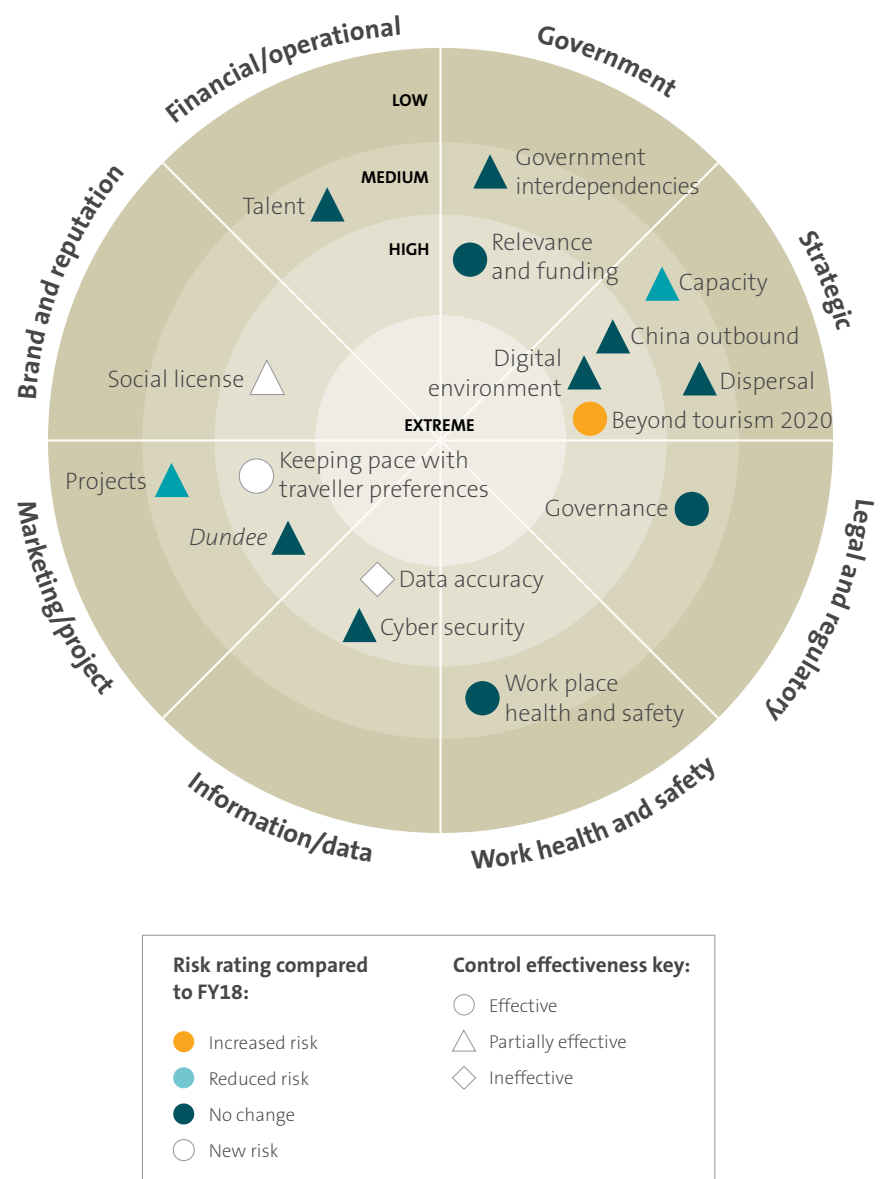 Financial/operational
Government
Brand and reputation
Strategic
LOW
MEDIUM
HIGH
EXTREME
Government
interdependencies
Talent
Relevance
and funding
Capacity
China outbound
Digital
environment
Dispersal
Social license
Beyond tourism 2020
Keeping pace with
traveller preferences
Projects
Governance
Dundee
Data accuracy
Cyber security
Work place
health and safety
Marketing/project
Legal and regulatory
Information/data
Work health and safety
Risk rating compared
to FY18:
Increased risk
Reduced risk
No change
New risk
Control effectiveness key:
Effective
Partially effective
Ineffective